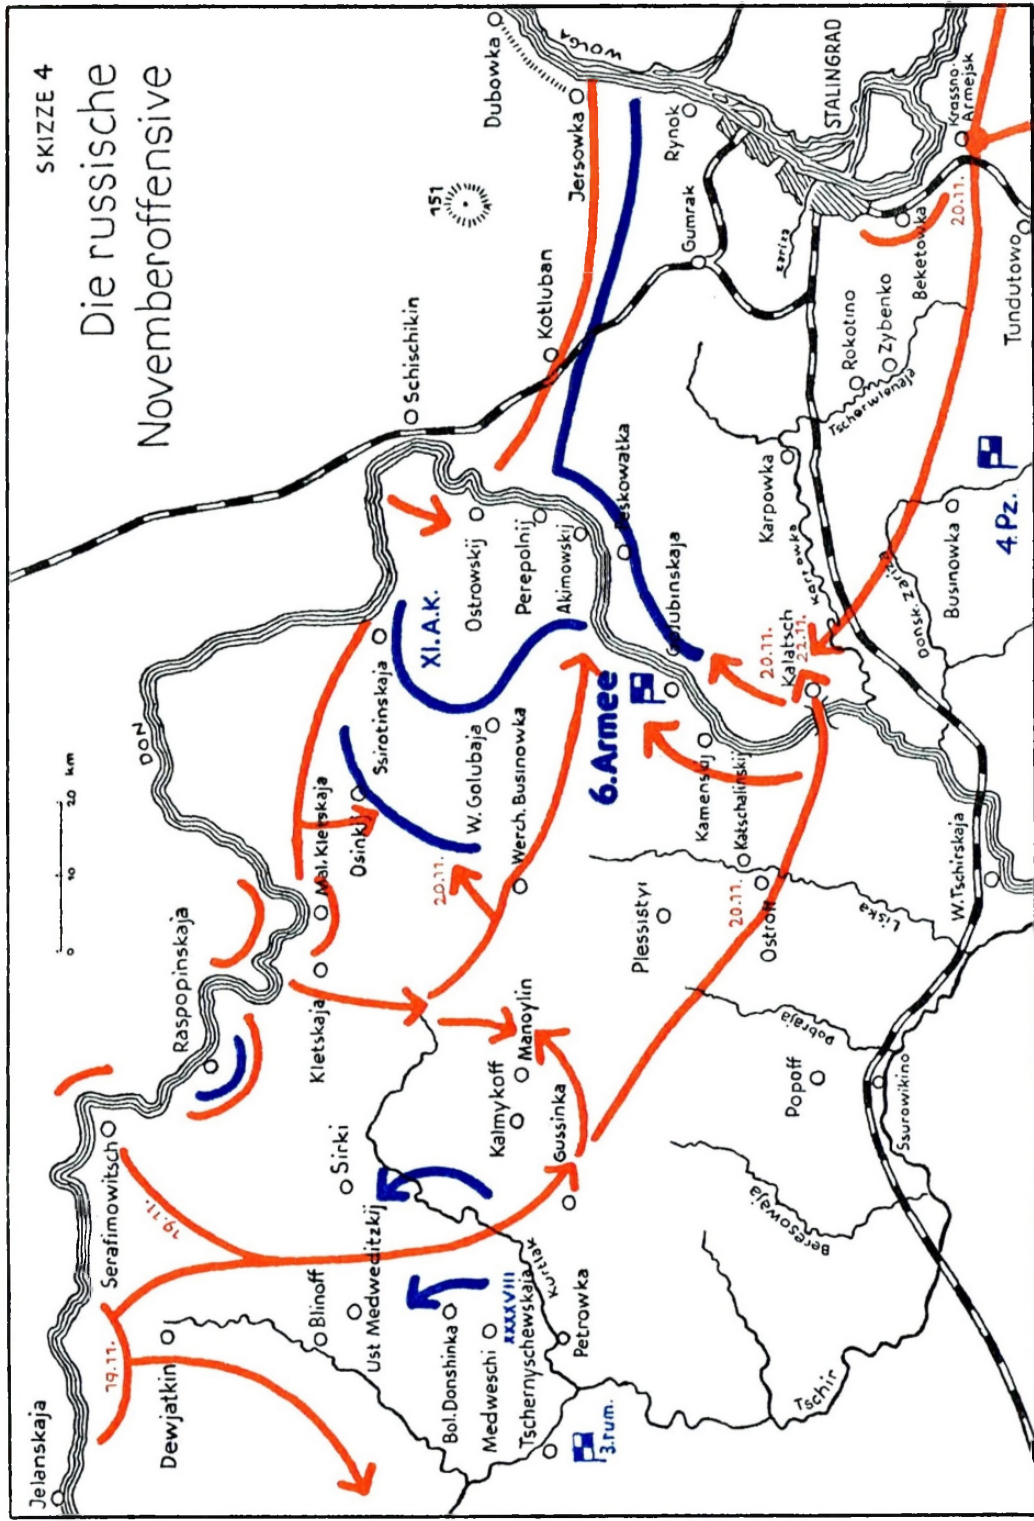 SKIZZE 4
Die russische
Novemberoffensive
0 10 20 km
Jelanskaja
19.11.
Dewjatkin
Serafimowitsch
19.11.
Raspopinskaja
DON
Blinoff
Ust Medweditzkij
Sirki
Kletskaja
Mal. Kletskaja
Osinkij
Ssirotinskaja
Schischikin
151
Dubowka
WOLGA
Bol. Donshinka
Medweschi
XXXXVIII
Tschernyschewskaja
Kurtlak
Petrowka
3.rum.
Kalmykoff
Manoylin
Gussinka
20.11.
W. Golubaja
Werch. Businowka
XI. A.K.
Ostrowskij
Perepolnij
Akimowskij
Kotluban
Jersowka
6. Armee
Peskowatka
Golubinskaja
Rynok
Gumrak
Plessistyi
Kamenskij
Katschalinskij
20.11.
Ostroff
20.11.
Kalatsch
22.11.
Karpowka
Karpowka
Zariza
STALINGRAD
Rokotino
Zybenko
Tscherwlenaja
Beketowka
20.11.
Krassno-
Armejsk
Tundutowo
Popoff
Dobraja
Liska
Beresowaja
Ssurowikino
W. Tschirskaja
Tschir
Donsk. Zariza
Businowka
4. Pz.